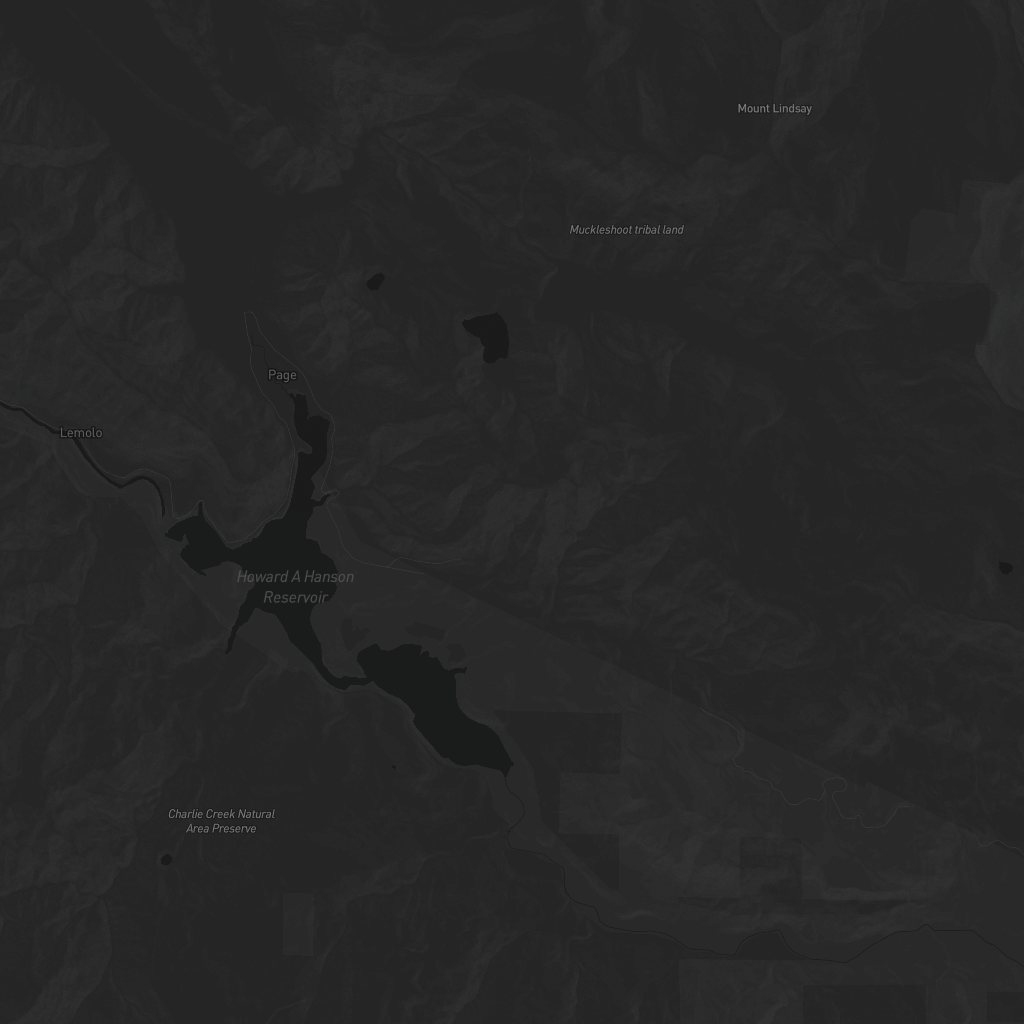 Mount Lindsay
Muckleshoot tribal land
Page
Lemolo
Howard A Hanson
Reservoir
Charlie Creek Natural
Area Preserve